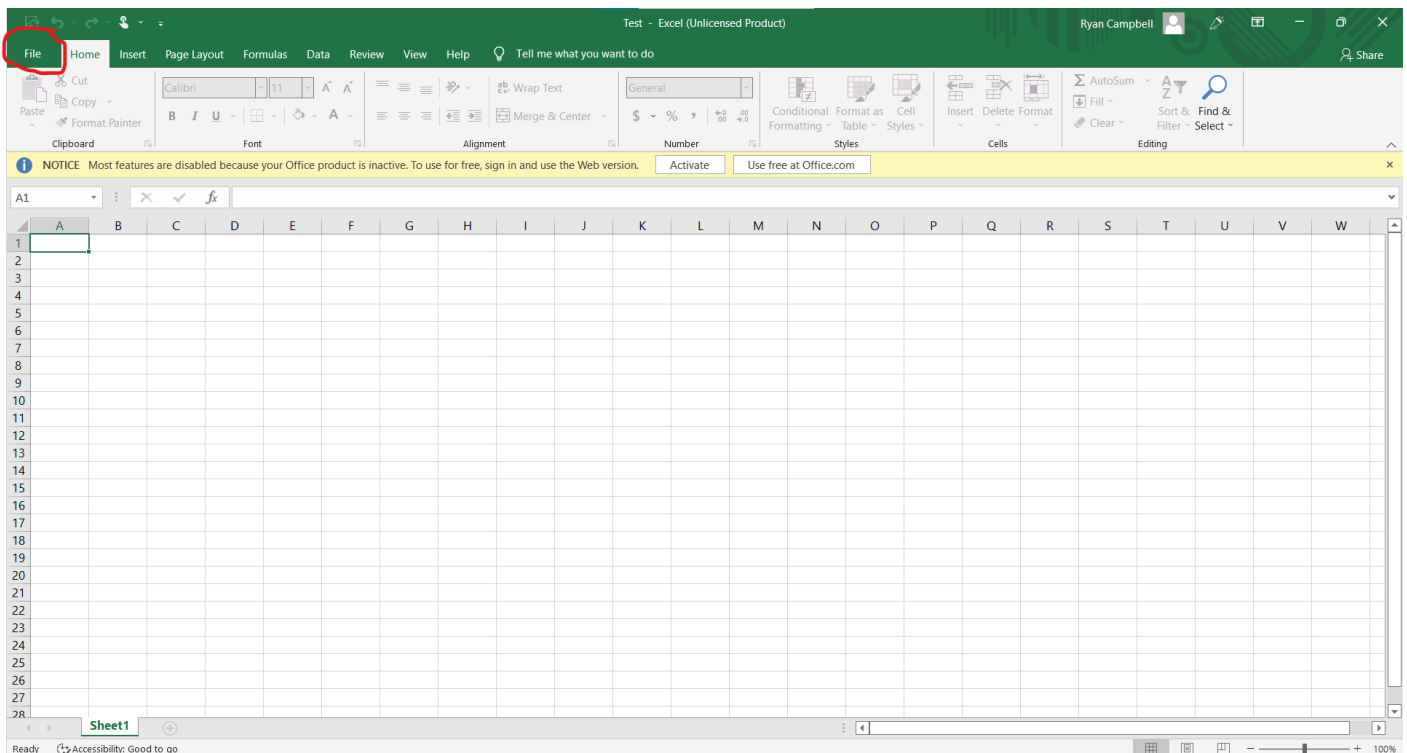 Test - Excel (Unlicensed Product) Ryan Campbell
File Home Insert Page Layout Formulas Data Review View Help Tell me what you want to do Share
Paste
Cut
Copy
Format Painter
Clipboard
Calibri 11 A A
B I U A
Font
ab Wrap Text
Merge & Center
Alignment
General
$ % ,
Number
Conditional Formatting
Format as Table
Cell Styles
Styles
Insert Delete Format
Cells
AutoSum
Fill
Clear
Sort & Filter
Find & Select
Editing
NOTICE Most features are disabled because your Office product is inactive. To use for free, sign in and use the Web version. Activate Use free at Office.com
A1 fx
A B C D E F G H I J K L M N O P Q R S T U V W
1
2
3
4
5
6
7
8
9
10
11
12
13
14
15
16
17
18
19
20
21
22
23
24
25
26
27
28
Sheet1
Ready Accessibility: Good to go 100%